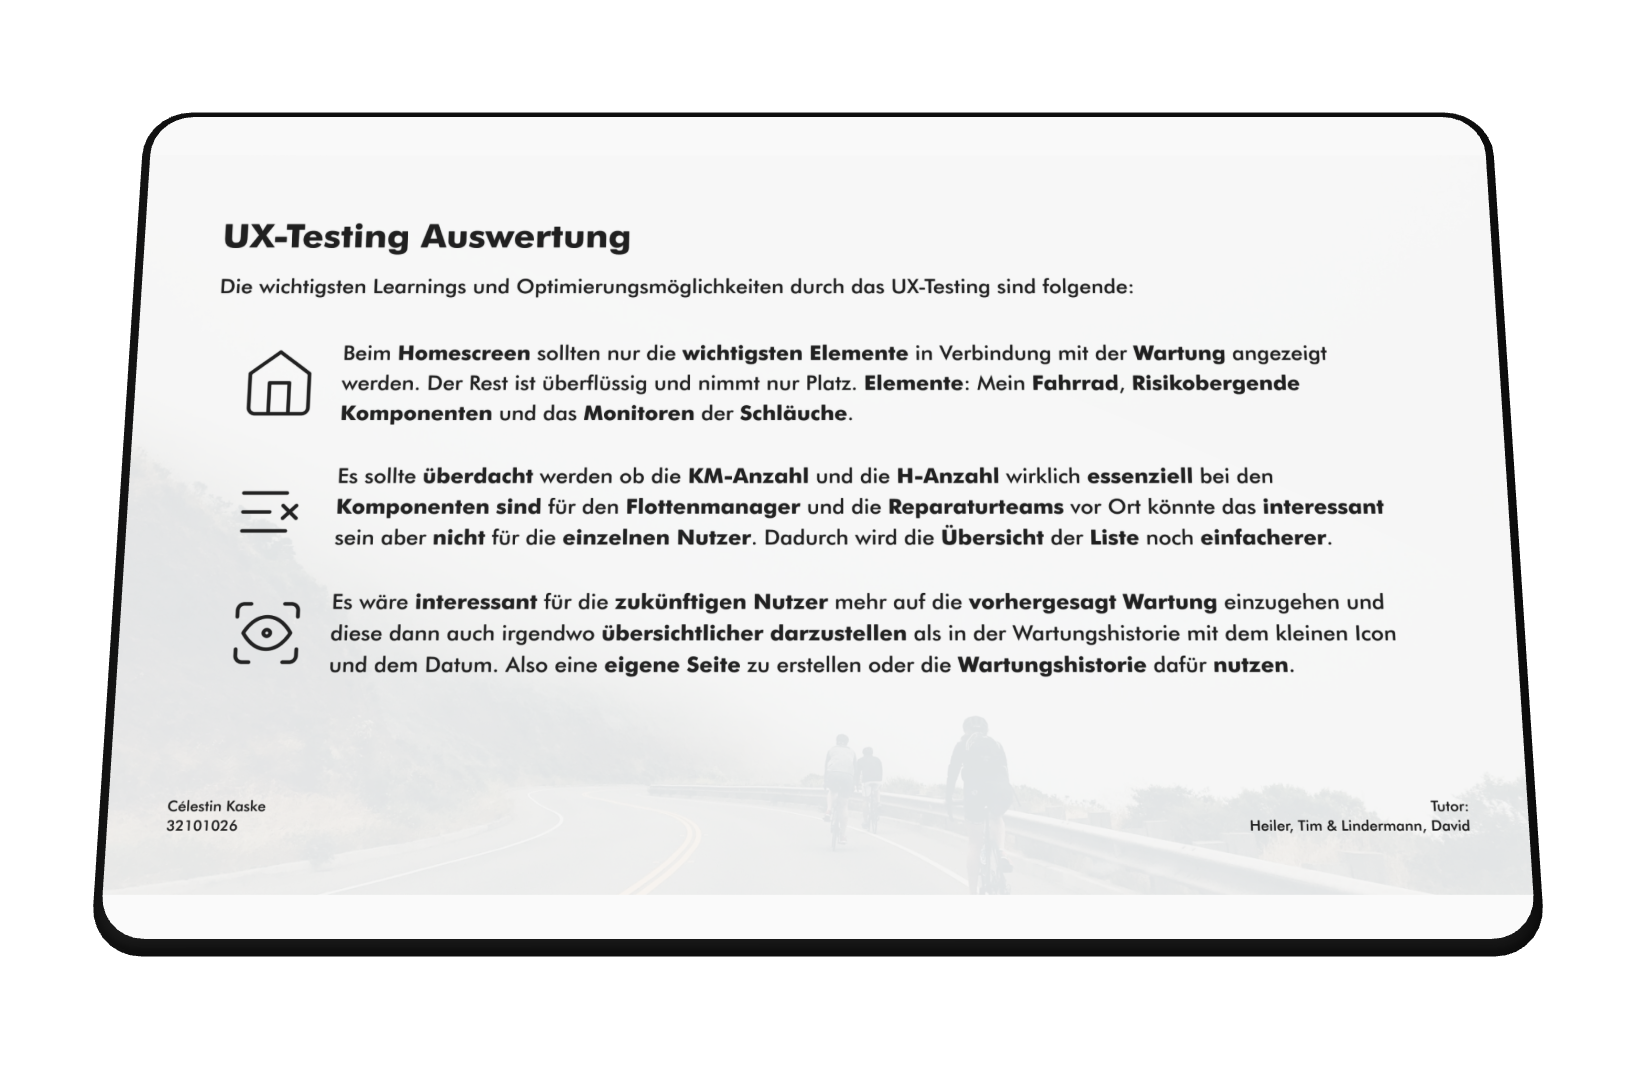 UX-Testing Auswertung
Die wichtigsten Learnings und Optimierungsmöglichkeiten durch das UX-Testing sind folgende:
Beim Homescreen sollten nur die wichtigsten Elemente in Verbindung mit der Wartung angezeigt
werden. Der Rest ist überflüssig und nimmt nur Platz. Elemente: Mein Fahrrad, Risikobergende
Komponenten und das Monitoren der Schläuche.
Es sollte überdacht werden ob die KM-Anzahl und die H-Anzahl wirklich essenziell bei den
Komponenten sind für den Flottenmanager und die Reparaturteams vor Ort könnte das interessant
sein aber nicht für die einzelnen Nutzer. Dadurch wird die Übersicht der Liste noch einfacherer.
Es wäre interessant für die zukünftigen Nutzer mehr auf die vorhergesagt Wartung einzugehen und
diese dann auch irgendwo übersichtlicher darzustellen als in der Wartungshistorie mit dem kleinen Icon
und dem Datum. Also eine eigene Seite zu erstellen oder die Wartungshistorie dafür nutzen.
Célestin Kaske
32101026
Tutor:
Heiler, Tim & Lindermann, David